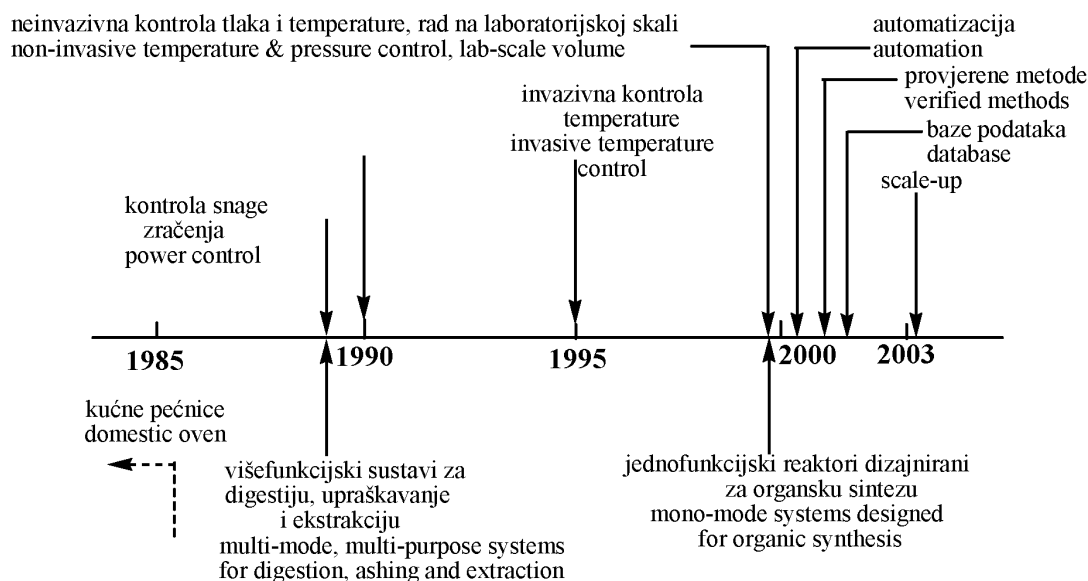 neinvazivna kontrola tlaka i temperature, rad na laboratorijskoj skali
non-invasive temperature & pressure control, lab-scale volume
automatizacija
automation
provjerene metode
verified methods
baze podataka
database
scale-up
invazivna kontrola
temperature
invasive temperature
control
kontrola snage
zračenja
power control
1985
1990
1995
2000
2003
kućne pećnice
domestic oven
višefunkcijski sustavi za
digestiju, upraškavanje
i ekstrakciju
multi-mode, multi-purpose systems
for digestion, ashing and extraction
jednofunkcijski reaktori dizajnirani
za organsku sintezu
mono-mode systems designed
for organic synthesis